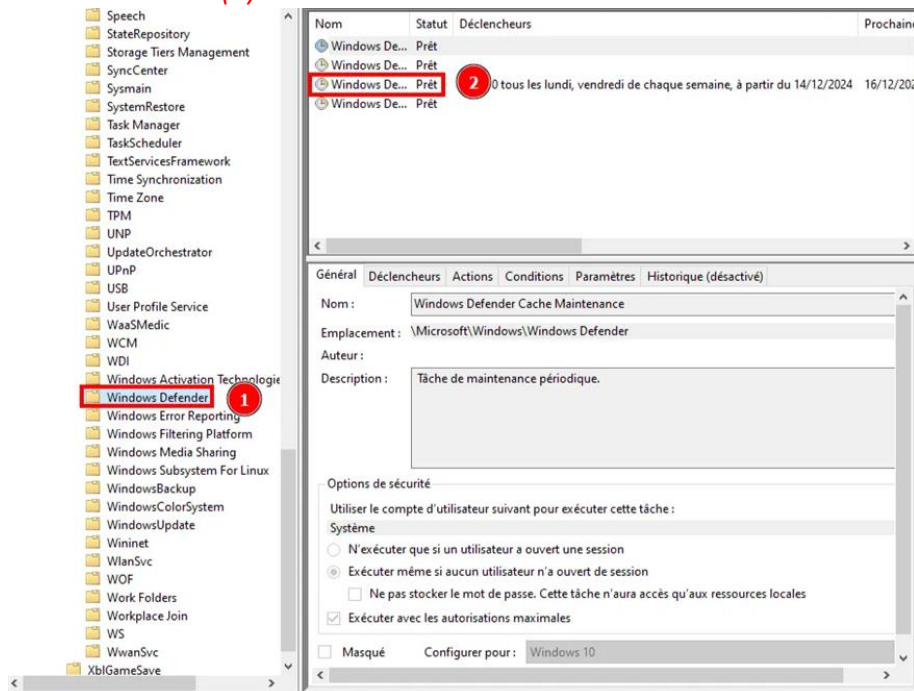 Speech
StateRepository
Storage Tiers Management
SyncCenter
Sysmain
SystemRestore
Task Manager
TaskScheduler
TextServicesFramework
Time Synchronization
Time Zone
TPM
UNP
UpdateOrchestrator
UPnP
USB
User Profile Service
WaaSMedic
WCM
WDI
Windows Activation Technologie
Windows Defender
1
Windows Error Reporting
Windows Filtering Platform
Windows Media Sharing
Windows Subsystem For Linux
WindowsBackup
WindowsColorSystem
WindowsUpdate
Wininet
WlanSvc
WOF
Work Folders
Workplace Join
WS
WwanSvc
XblGameSave
Nom Statut Déclencheurs Prochaine
Windows De... Prêt
Windows De... Prêt
Windows De... Prêt 2 0 tous les lundi, vendredi de chaque semaine, à partir du 14/12/2024 16/12/202
Windows De... Prêt
Général Déclencheurs Actions Conditions Paramètres Historique (désactivé)
Nom : Windows Defender Cache Maintenance
Emplacement : \Microsoft\Windows\Windows Defender
Auteur :
Description : Tâche de maintenance périodique.
Options de sécurité
Utiliser le compte d'utilisateur suivant pour exécuter cette tâche :
Système
N'exécuter que si un utilisateur a ouvert une session
Exécuter même si aucun utilisateur n'a ouvert de session
Ne pas stocker le mot de passe. Cette tâche n'aura accès qu'aux ressources locales
Exécuter avec les autorisations maximales
Masqué Configurer pour : Windows 10